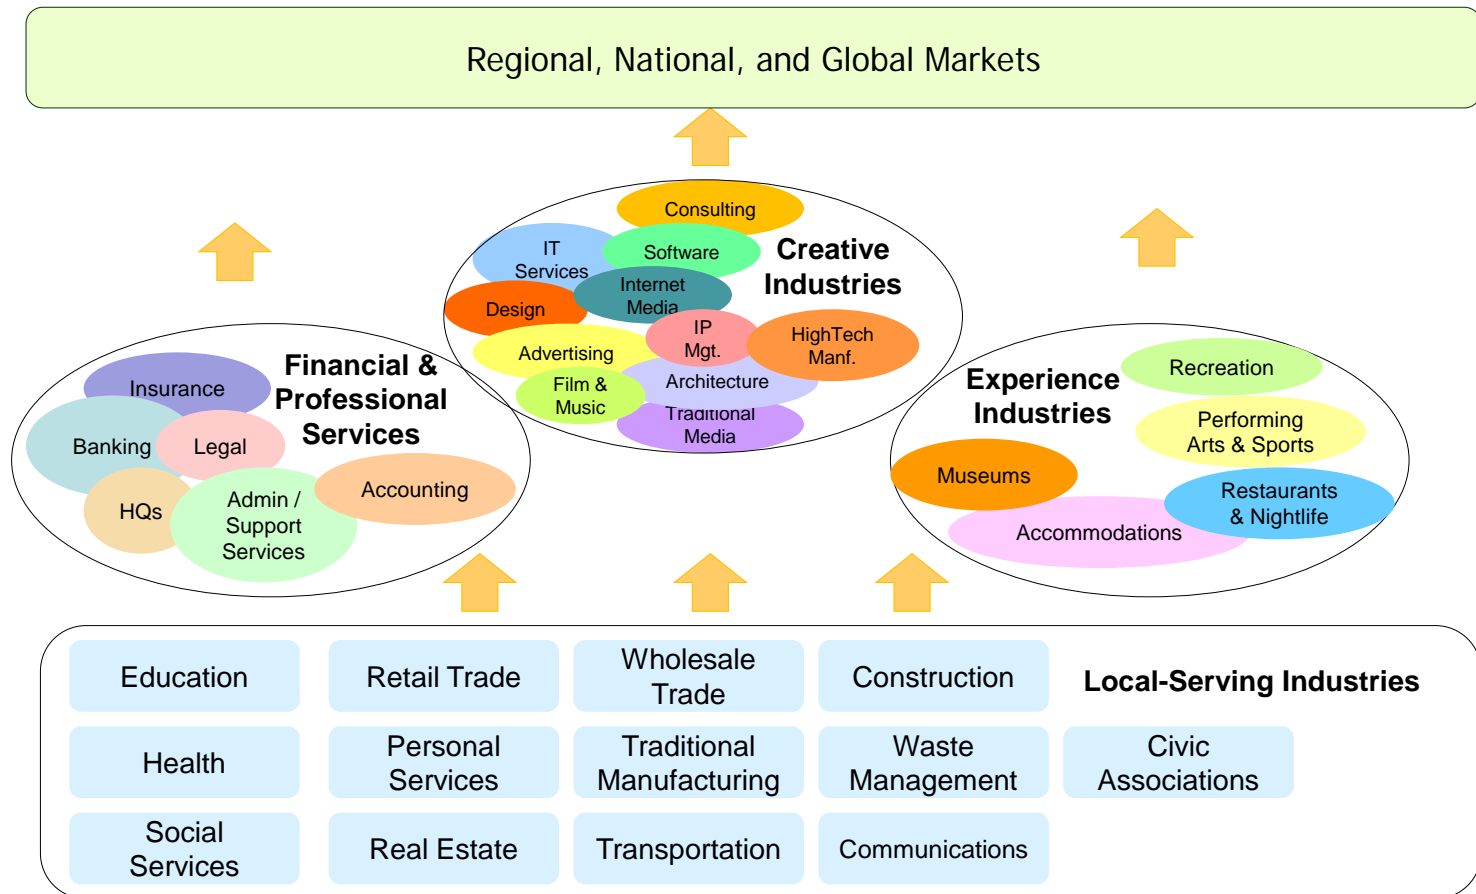 Regional, National, and Global Markets
Consulting
IT
Services
Software
Creative
Industries
Internet
Media
Design
IP
Mgt.
HighTech
Manf.
Advertising
Architecture
Film &
Music
Traditional
Media
Financial &
Professional
Services
Insurance
Banking
Legal
Accounting
HQs
Admin /
Support
Services
Experience
Industries
Recreation
Performing
Arts & Sports
Museums
Restaurants
& Nightlife
Accommodations
Education
Retail Trade
Wholesale
Trade
Construction
Local-Serving Industries
Health
Personal
Services
Traditional
Manufacturing
Waste
Management
Civic
Associations
Social
Services
Real Estate
Transportation
Communications